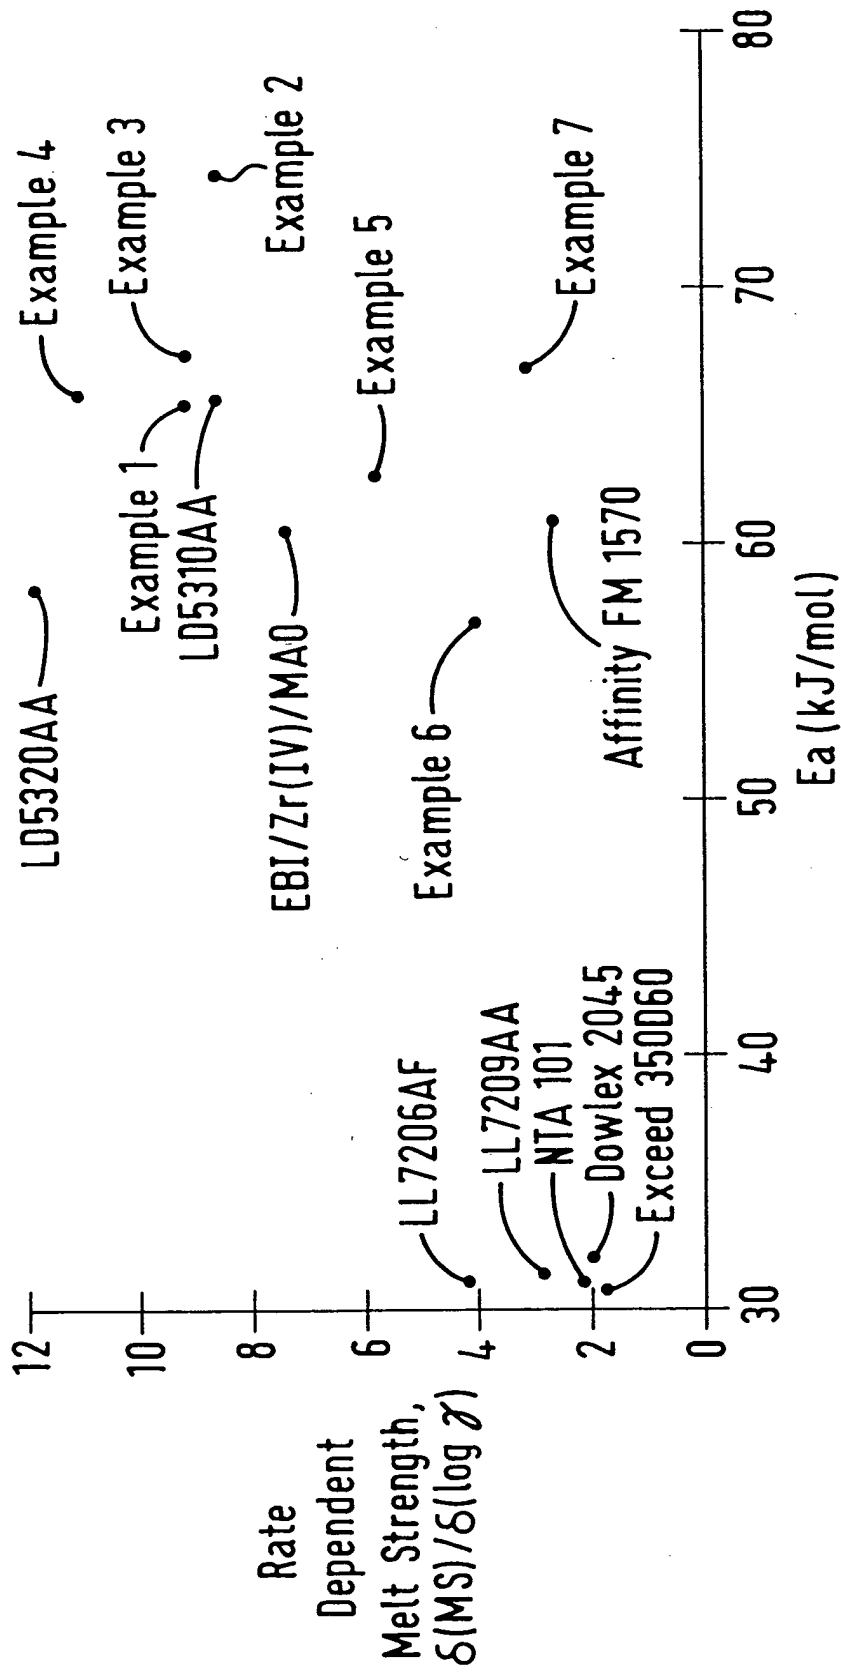 Rate
Dependent
Melt Strength,
δ(MS)/δ(log γ̇)
12
10
8
6
4
2
0
LD5320AA
Example 4
Example 1
Example 3
LD5310AA
Example 2
EBI/Zr(IV)/MAO
Example 5
LL7206AF
Example 6
LL7209AA
NTA 101
Example 7
Dowlex 2045
Affinity FM 1570
Exceed 350D60
30
40
50
60
70
80
Ea (kJ/mol)